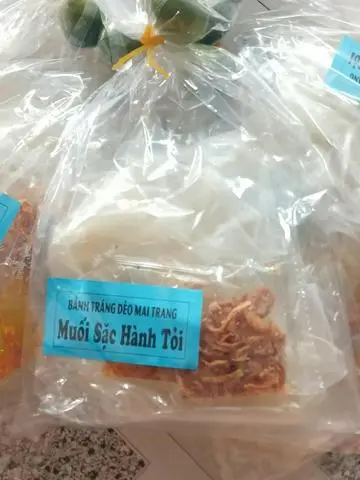 BÁNH TRÁNG DẺO MAI TRANG
Muối Sặc Hành Tỏi